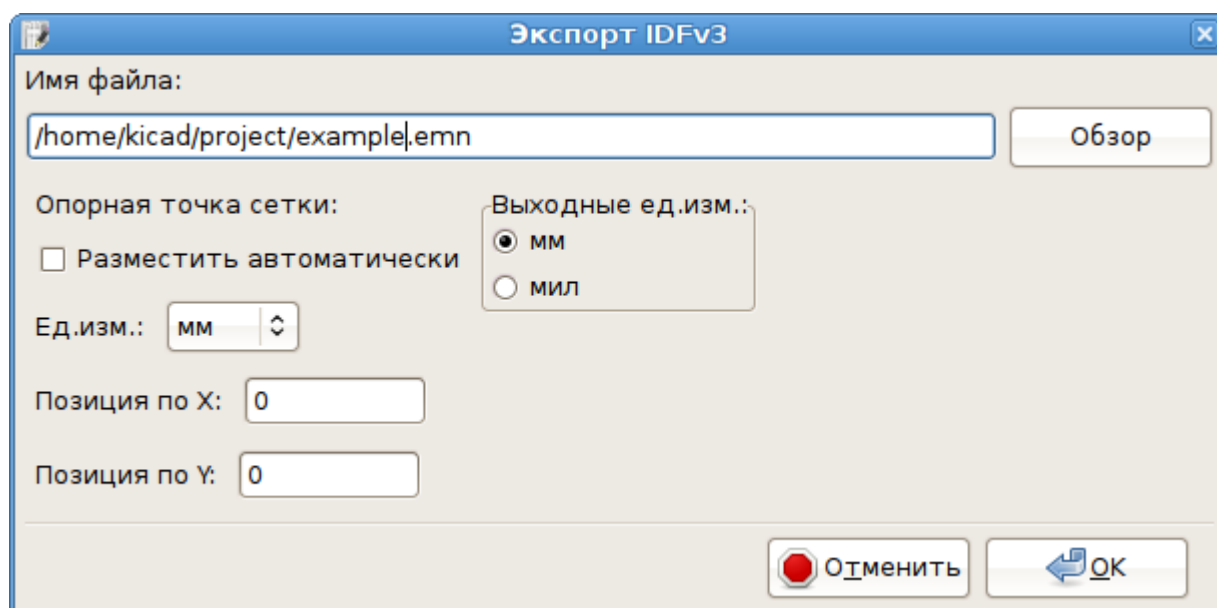 Экспорт IDFv3
Имя файла:
/home/kicad/project/example.emn
Обзор
Опорная точка сетки:
Разместить автоматически
Ед.изм.: мм
Позиция по X: 0
Позиция по Y: 0
Выходные ед.изм.:
мм
мил
Отменить
OK